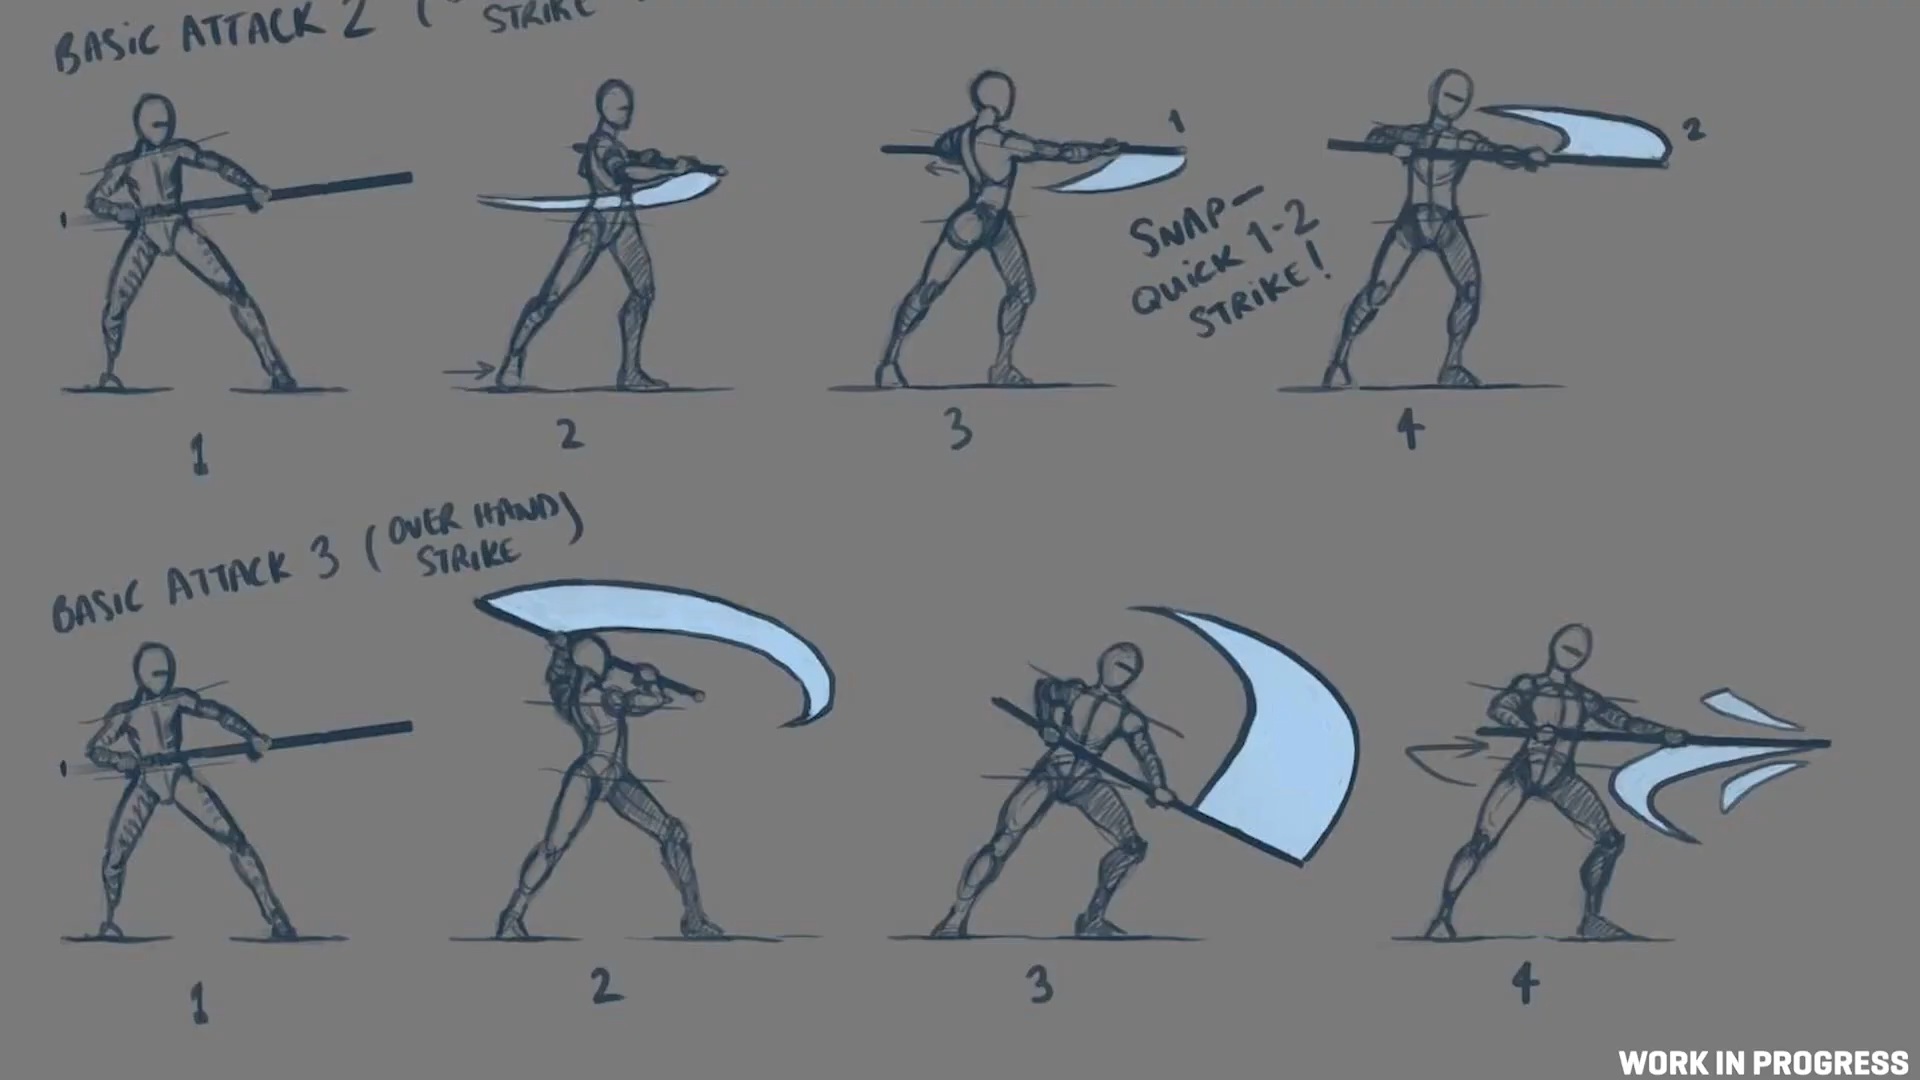 BASIC ATTACK 2 (
STRIKE
1
2
SNAP-
QUICK 1-2
STRIKE!
1 2 3 4
BASIC ATTACK 3 (OVER HAND)
STRIKE
1 2 3 4
WORK IN PROGRESS